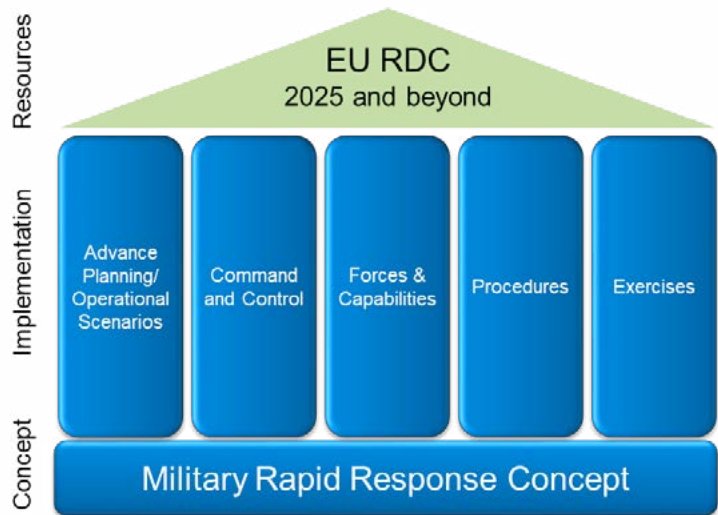 Resources
EU RDC
2025 and beyond
Implementation
Advance
Planning/
Operational
Scenarios
Command
and Control
Forces &
Capabilities
Procedures
Exercises
Concept
Military Rapid Response Concept